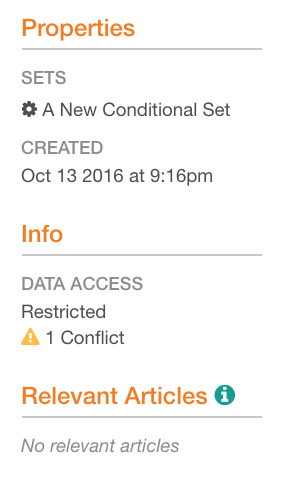 Properties
SETS
A New Conditional Set
CREATED
Oct 13 2016 at 9:16pm
Info
DATA ACCESS
Restricted
1 Conflict
Relevant Articles
No relevant articles